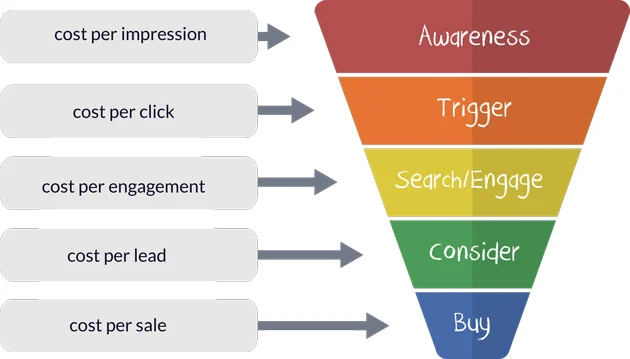 cost per impression
Awareness
cost per click
Trigger
cost per engagement
Search/Engage
cost per lead
Consider
cost per sale
Buy